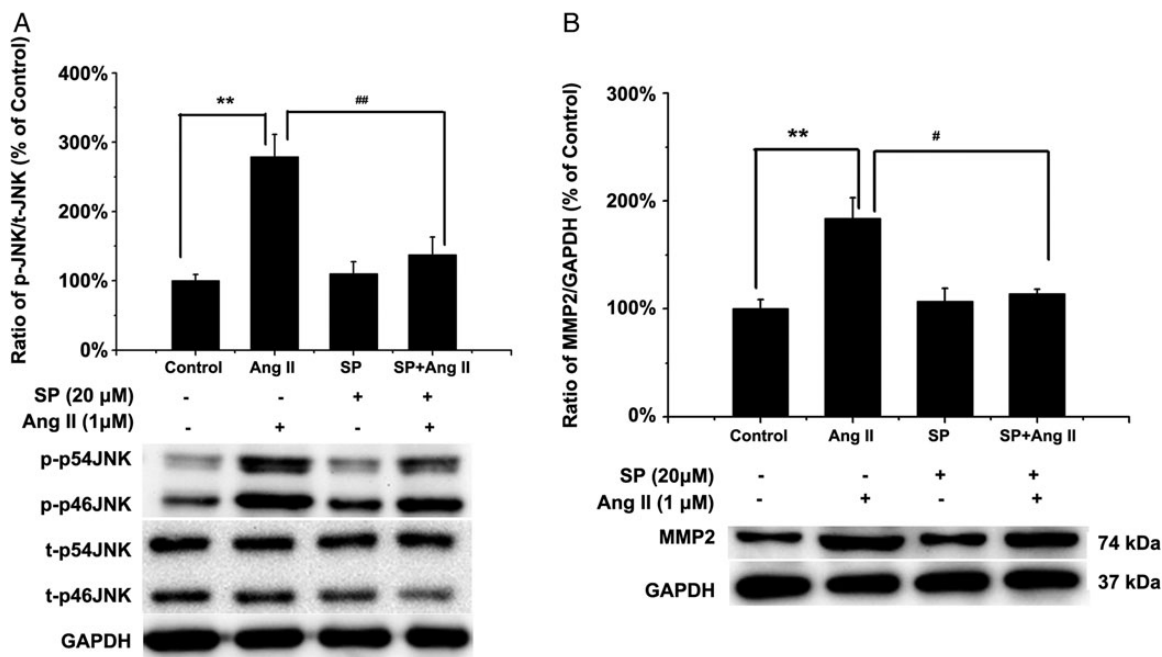 A
Ratio of p-JNK/t-JNK (% of Control)
400%
300%
200%
100%
0%
**
##
Control Ang II SP SP+Ang II
SP (20 μM) - - + +
Ang II (1μM) - + - +
p-p54JNK
p-p46JNK
t-p54JNK
t-p46JNK
GAPDH
B
Ratio of MMP2/GAPDH (% of Control)
300%
200%
100%
0%
**
#
Control Ang II SP SP+Ang II
SP (20μM) - - + +
Ang II (1 μM) - + - +
MMP2 74 kDa
GAPDH 37 kDa